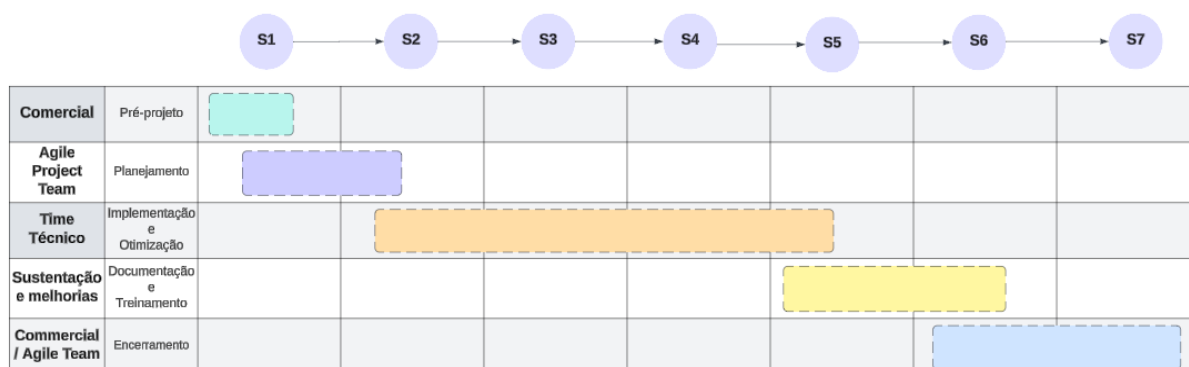 S1 S2 S3 S4 S5 S6 S7
Comercial
Pré-projeto
Agile
Project
Team
Planejamento
Time
Técnico
Implementação
e
Otimização
Sustentação
e melhorias
Documentação
e
Treinamento
Commercial
/ Agile Team
Encerramento